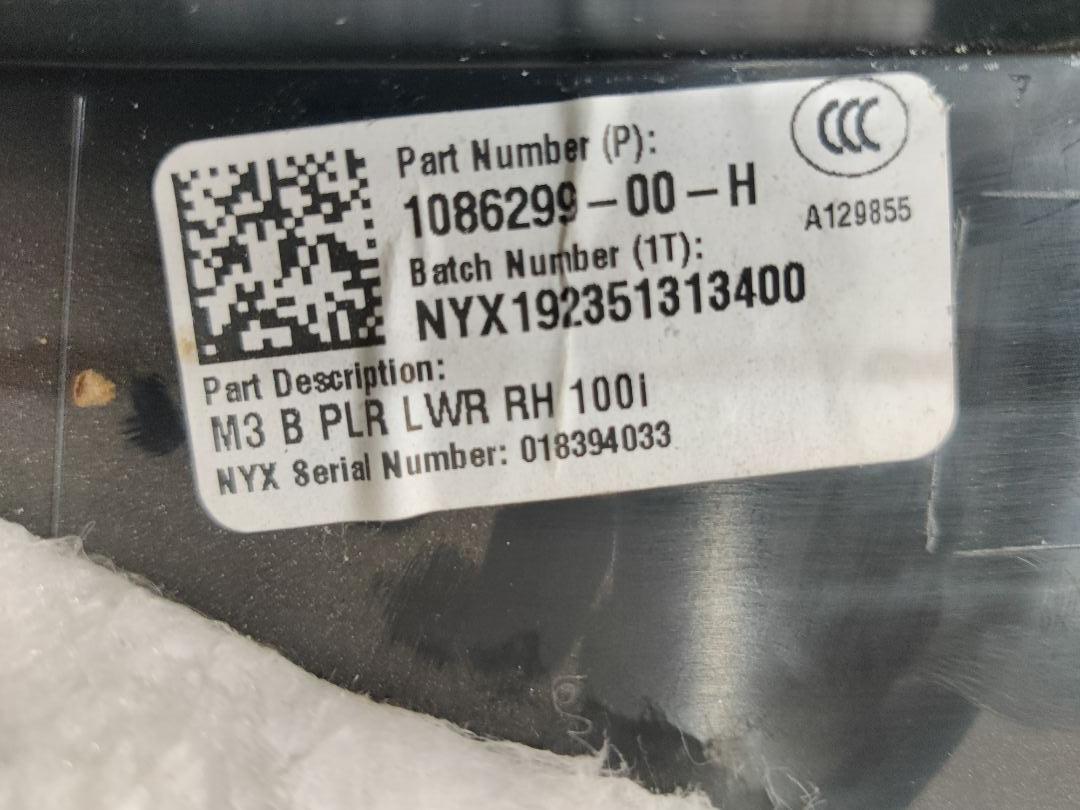 Part Number (P):
1086299-00-H
CCC
A129855
Batch Number (1T):
NYX192351313400
Part Description:
M3 B PLR LWR RH 100i
NYX Serial Number: 018394033